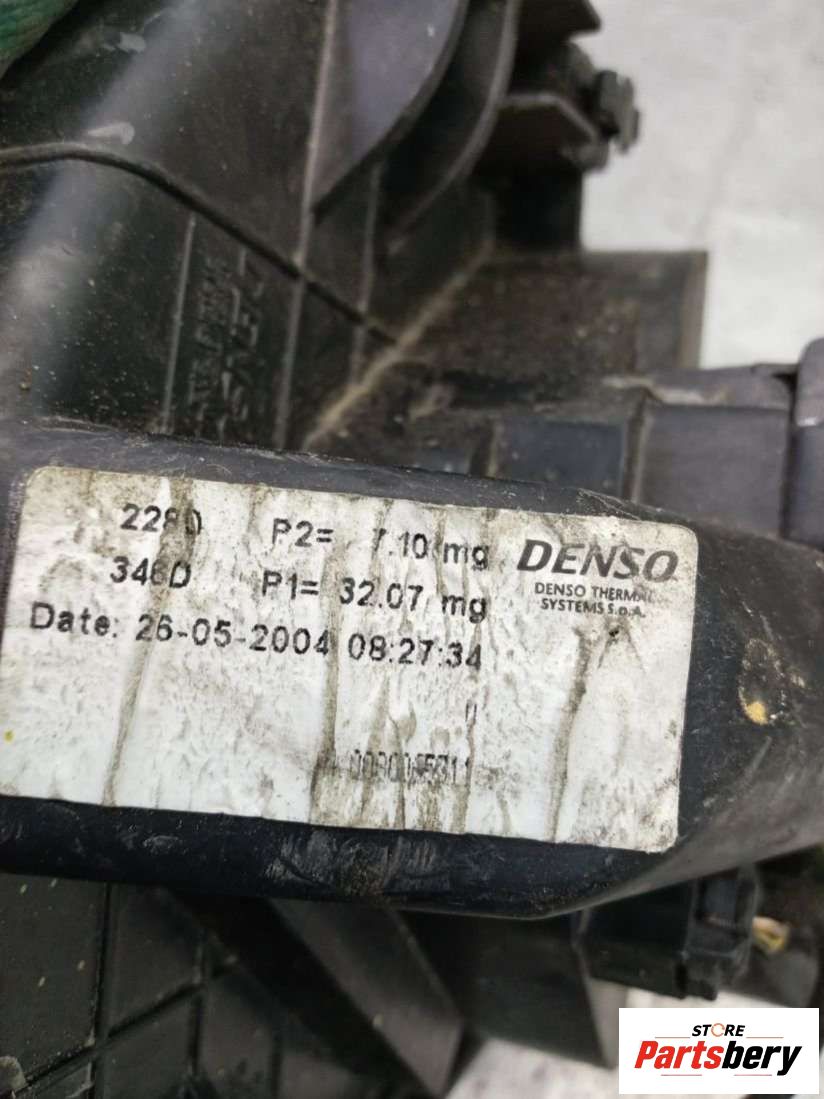 2280 P2= 7.10 mg
346D P1= 32.07 mg
Date: 26-05-2004 08:27:34
DENSO
DENSO THERMAL
SYSTEMS S.p.A.
STORE
Partsbery